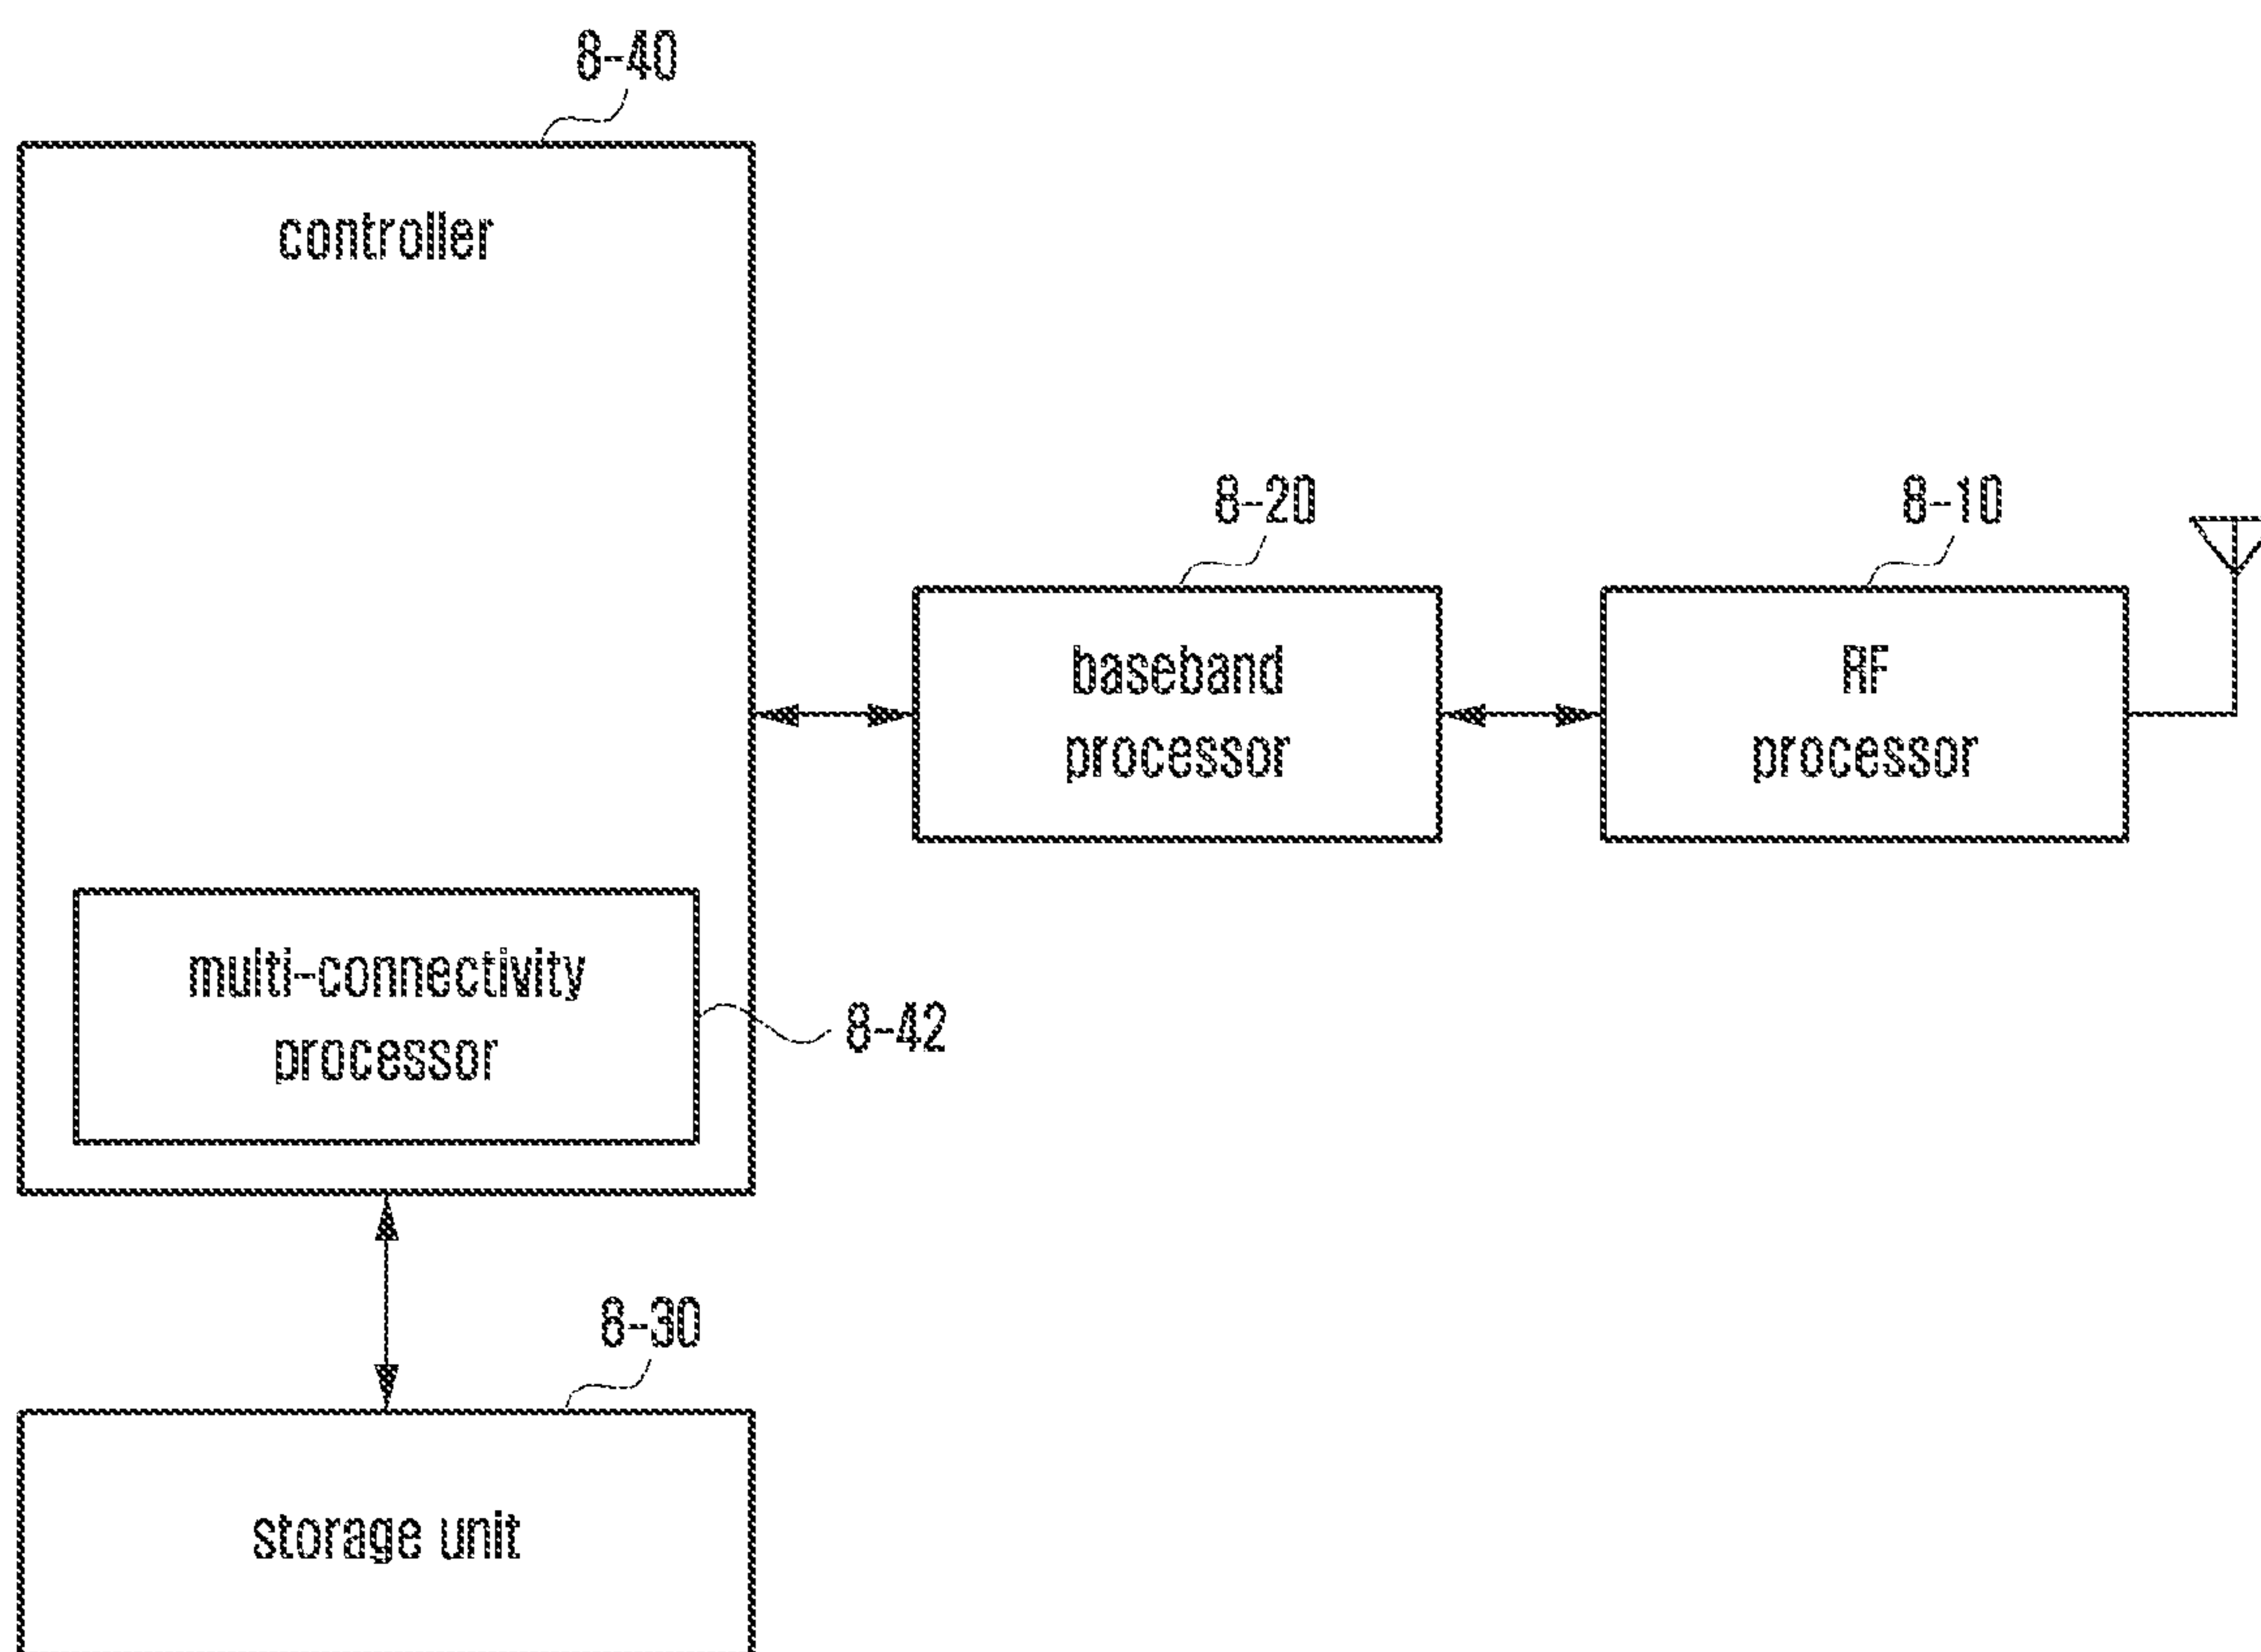 8-40
controller
8-20
8-10
baseband
processor
RF
processor
multi-connectivity
processor
8-42
8-30
storage unit